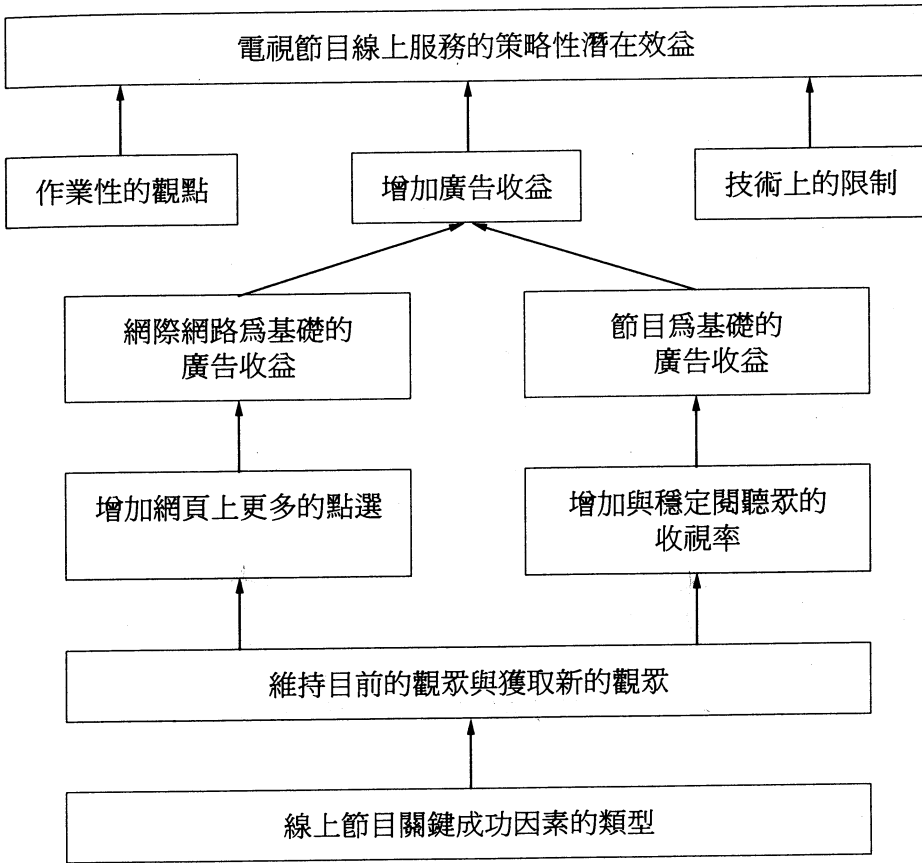 電視節目線上服務的策略性潛在效益
作業性的觀點
增加廣告收益
技術上的限制
網際網路爲基礎的
廣告收益
節目爲基礎的
廣告收益
增加網頁上更多的點選
增加與穩定閱聽眾的
收視率
維持目前的觀眾與獲取新的觀眾
線上節目關鍵成功因素的類型